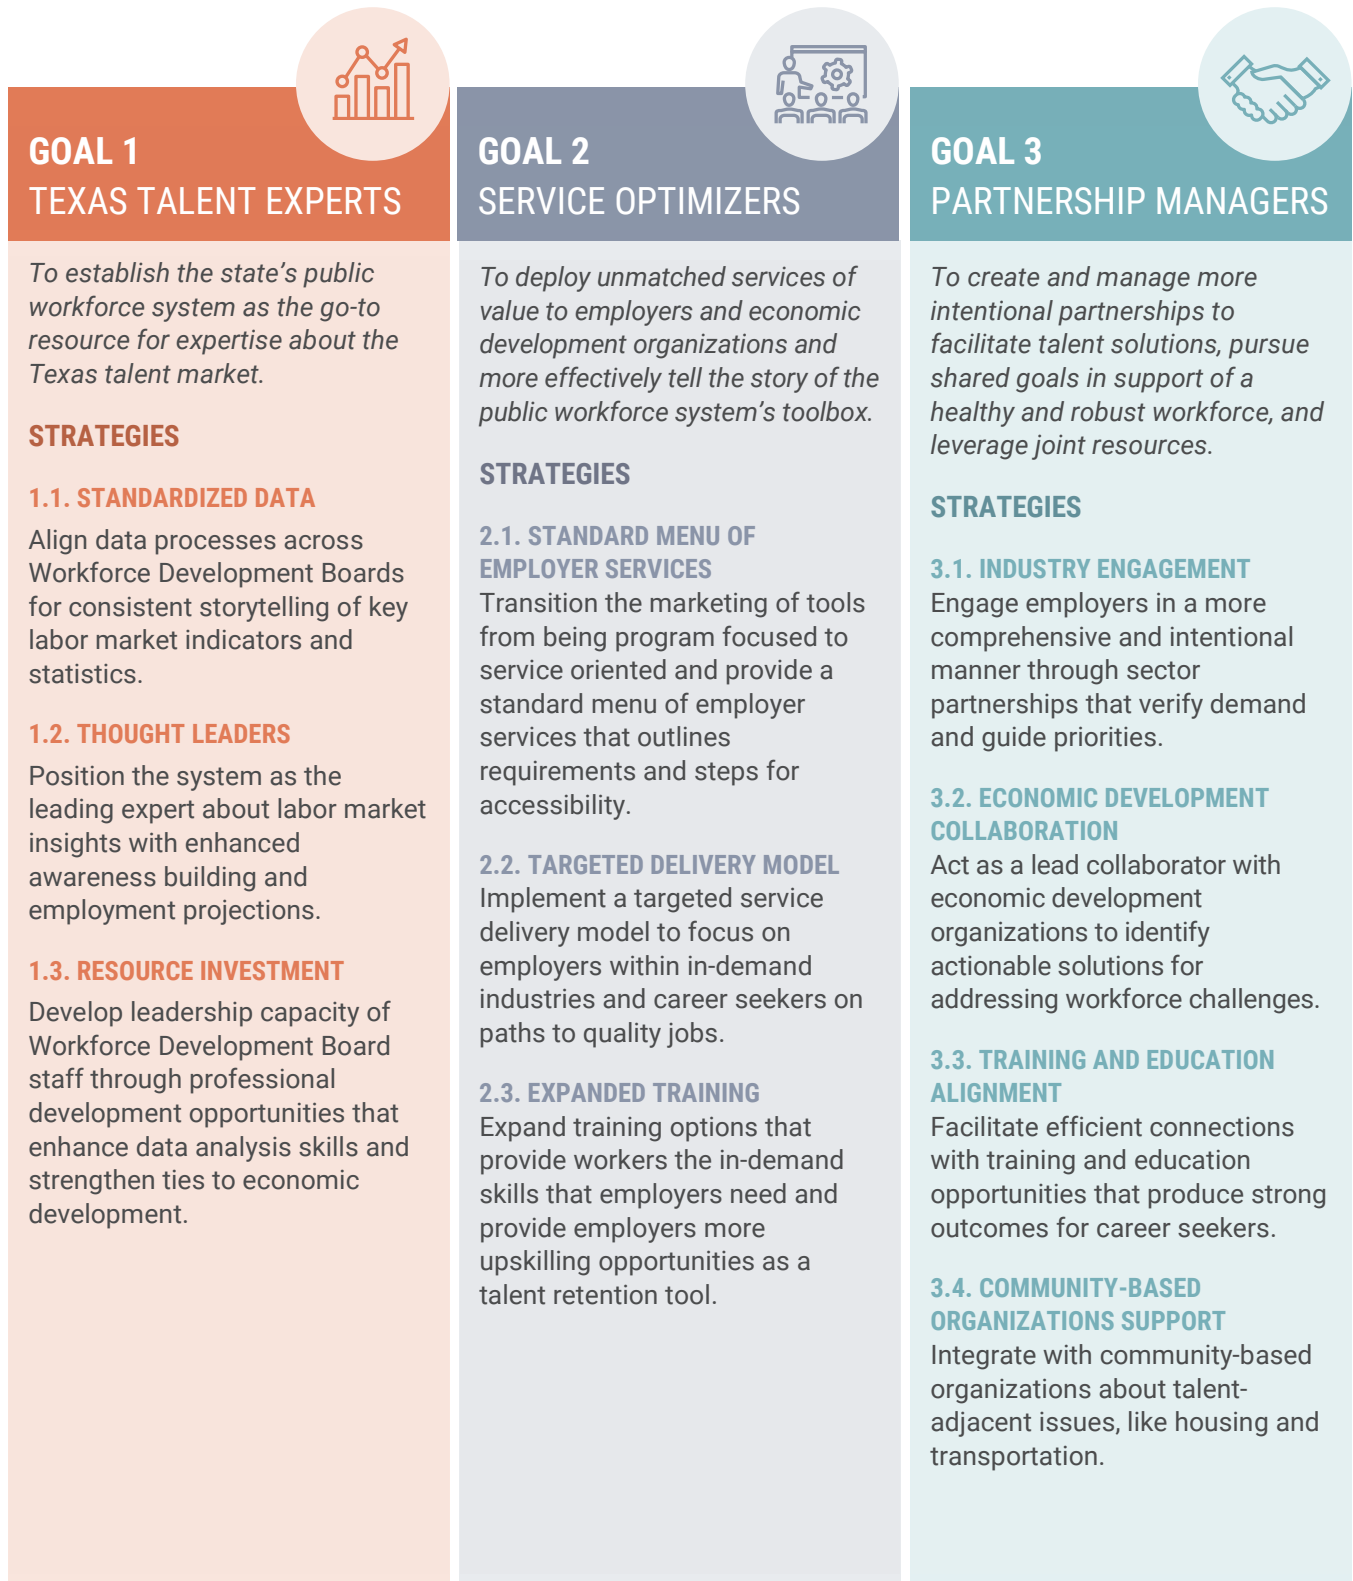 GOAL 1
TEXAS TALENT EXPERTS
To establish the state's public
workforce system as the go-to
resource for expertise about the
Texas talent market.
STRATEGIES
1.1. STANDARDIZED DATA
Align data processes across
Workforce Development Boards
for consistent storytelling of key
labor market indicators and
statistics.
1.2. THOUGHT LEADERS
Position the system as the
leading expert about labor market
insights with enhanced
awareness building and
employment projections.
1.3. RESOURCE INVESTMENT
Develop leadership capacity of
Workforce Development Board
staff through professional
development opportunities that
enhance data analysis skills and
strengthen ties to economic
development.
GOAL 2
SERVICE OPTIMIZERS
To deploy unmatched services of
value to employers and economic
development organizations and
more effectively tell the story of the
public workforce system's toolbox.
STRATEGIES
2.1. STANDARD MENU OF
EMPLOYER SERVICES
Transition the marketing of tools
from being program focused to
service oriented and provide a
standard menu of employer
services that outlines
requirements and steps for
accessibility.
2.2. TARGETED DELIVERY MODEL
Implement a targeted service
delivery model to focus on
employers within in-demand
industries and career seekers on
paths to quality jobs.
2.3. EXPANDED TRAINING
Expand training options that
provide workers the in-demand
skills that employers need and
provide employers more
upskilling opportunities as a
talent retention tool.
GOAL 3
PARTNERSHIP MANAGERS
To create and manage more
intentional partnerships to
facilitate talent solutions, pursue
shared goals in support of a
healthy and robust workforce, and
leverage joint resources.
STRATEGIES
3.1. INDUSTRY ENGAGEMENT
Engage employers in a more
comprehensive and intentional
manner through sector
partnerships that verify demand
and guide priorities.
3.2. ECONOMIC DEVELOPMENT
COLLABORATION
Act as a lead collaborator with
economic development
organizations to identify
actionable solutions for
addressing workforce challenges.
3.3. TRAINING AND EDUCATION
ALIGNMENT
Facilitate efficient connections
with training and education
opportunities that produce strong
outcomes for career seekers.
3.4. COMMUNITY-BASED
ORGANIZATIONS SUPPORT
Integrate with community-based
organizations about talent-
adjacent issues, like housing and
transportation.